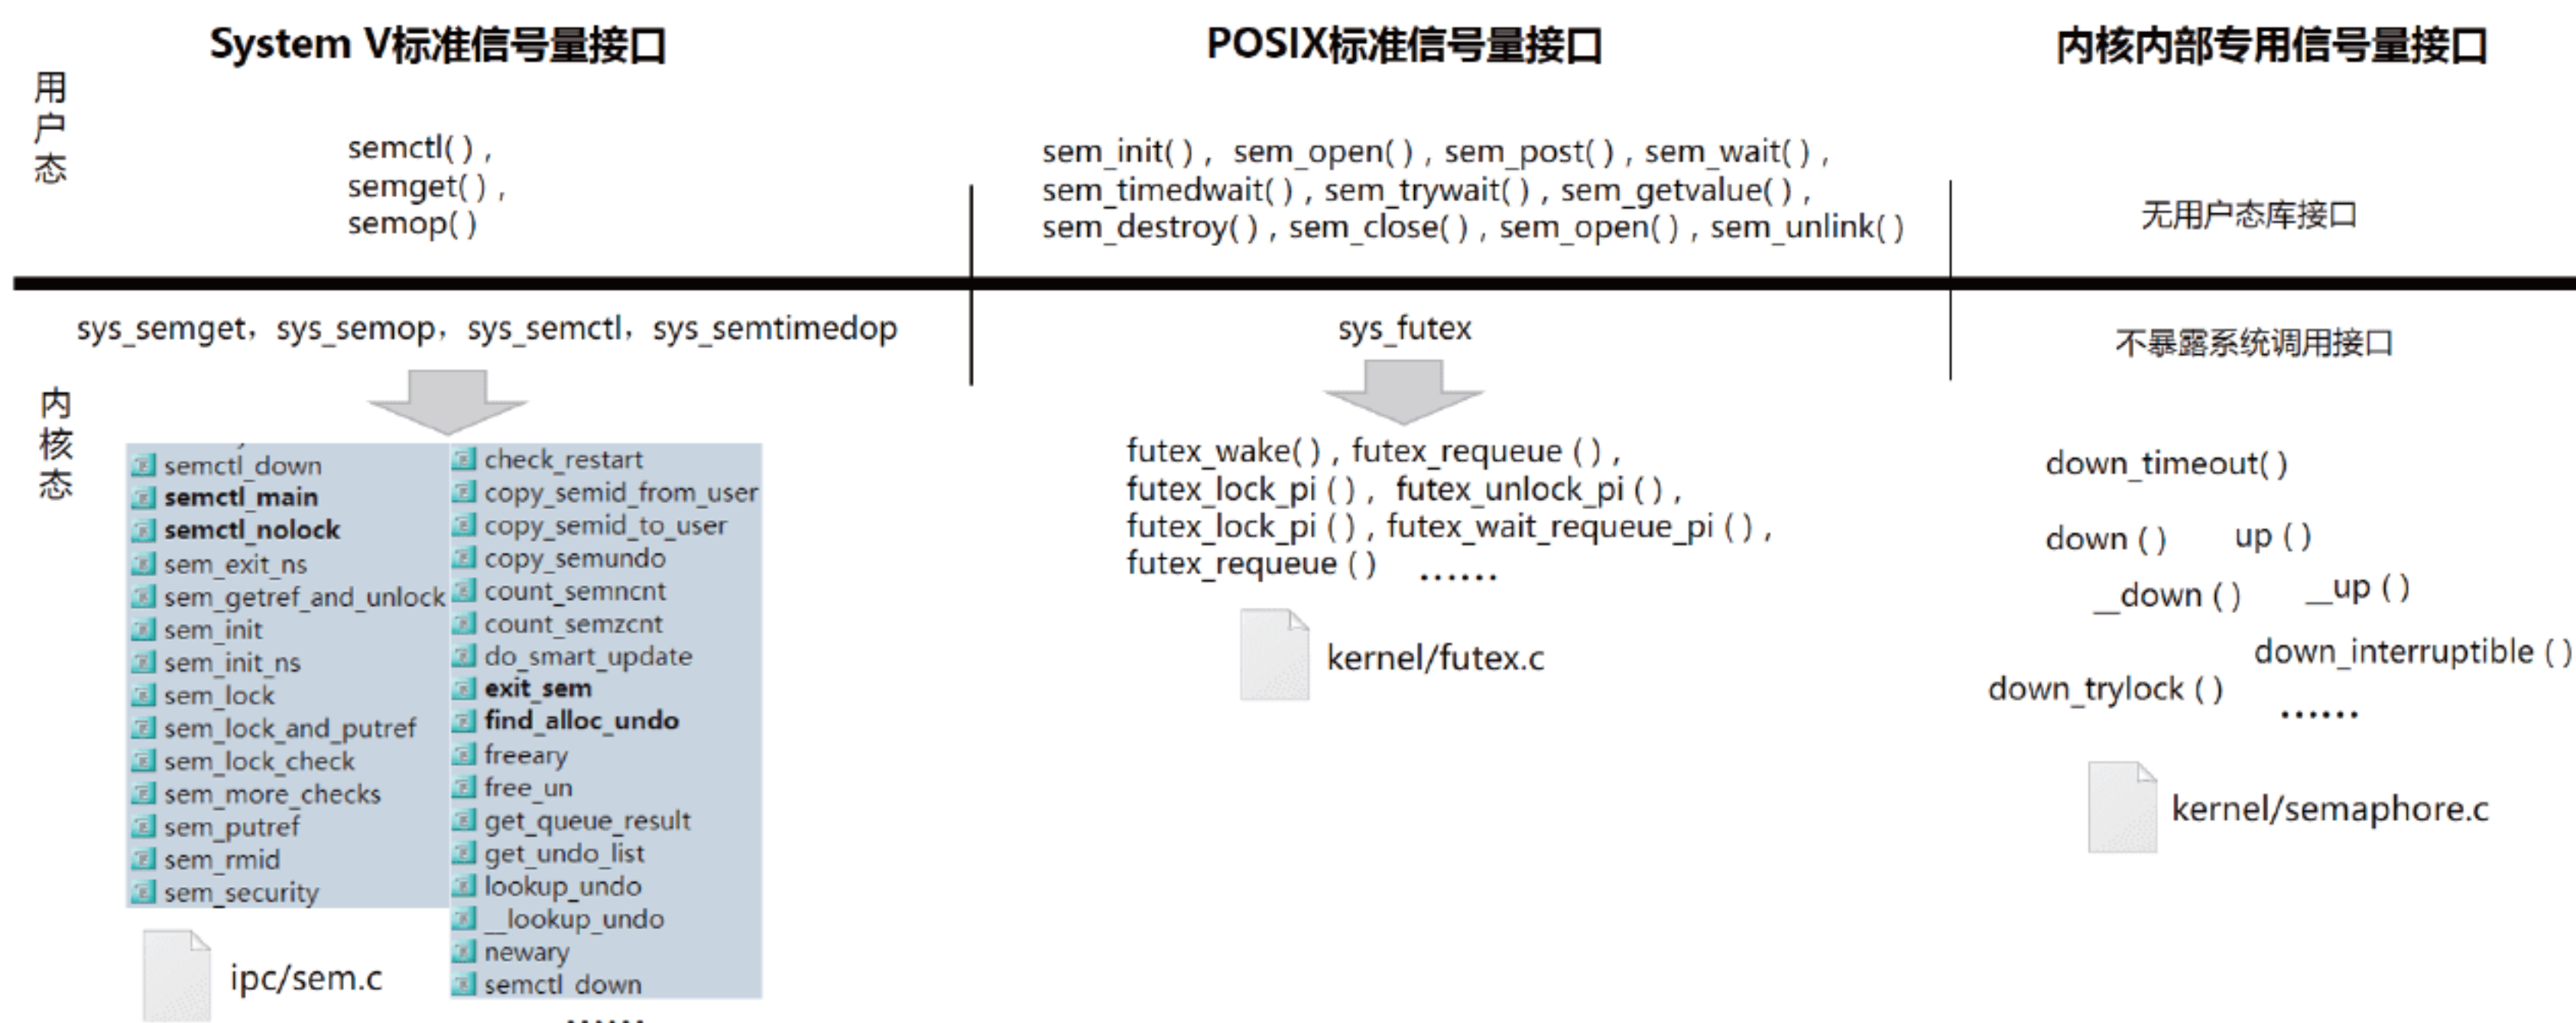 System V标准信号量接口
POSIX标准信号量接口
内核内部专用信号量接口
用户态
semctl( ) ,
semget( ) ,
semop( )
sem_init( ) , sem_open( ) , sem_post( ) , sem_wait( ) ,
sem_timedwait( ) , sem_trywait( ) , sem_getvalue( ) ,
sem_destroy( ) , sem_close( ) , sem_open( ) , sem_unlink( )
无用户态库接口
内核态
sys_semget，sys_semop，sys_semctl，sys_semtimedop
semctl_down
semctl_main
semctl_nolock
sem_exit_ns
sem_getref_and_unlock
sem_init
sem_init_ns
sem_lock
sem_lock_and_putref
sem_lock_check
sem_more_checks
sem_putref
sem_rmid
sem_security
check_restart
copy_semid_from_user
copy_semid_to_user
copy_semundo
count_semncnt
count_semzcnt
do_smart_update
exit_sem
find_alloc_undo
freeary
free_un
get_queue_result
get_undo_list
lookup_undo
__lookup_undo
newary
semctl_down
......
ipc/sem.c
sys_futex
futex_wake( ) , futex_requeue ( ) ,
futex_lock_pi ( ) , futex_unlock_pi ( ) ,
futex_lock_pi ( ) , futex_wait_requeue_pi ( ) ,
futex_requeue ( ) ......
kernel/futex.c
不暴露系统调用接口
down_timeout( )
down ( ) up ( )
__down ( ) __up ( )
down_interruptible ( )
down_trylock ( )
......
kernel/semaphore.c